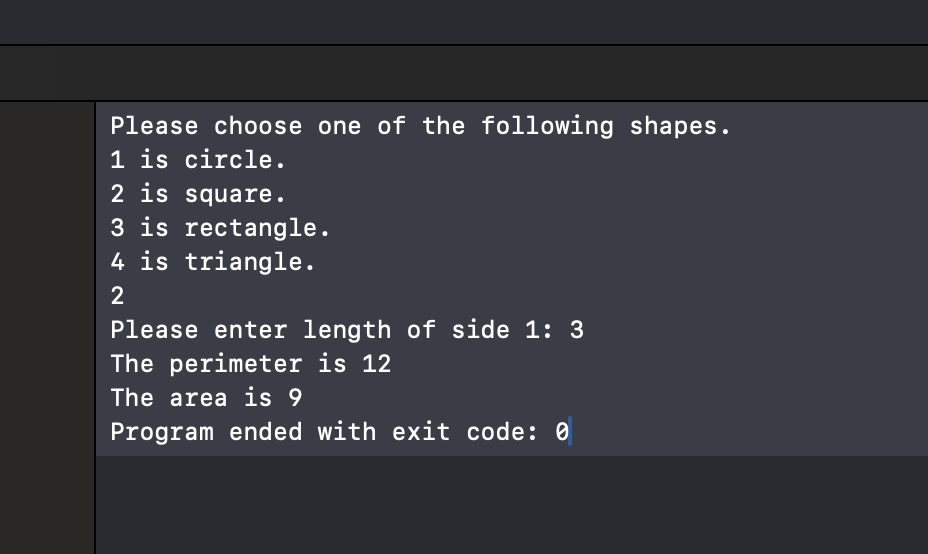 Please choose one of the following shapes.
1 is circle.
2 is square.
3 is rectangle.
4 is triangle.
2
Please enter length of side 1: 3
The perimeter is 12
The area is 9
Program ended with exit code: 0